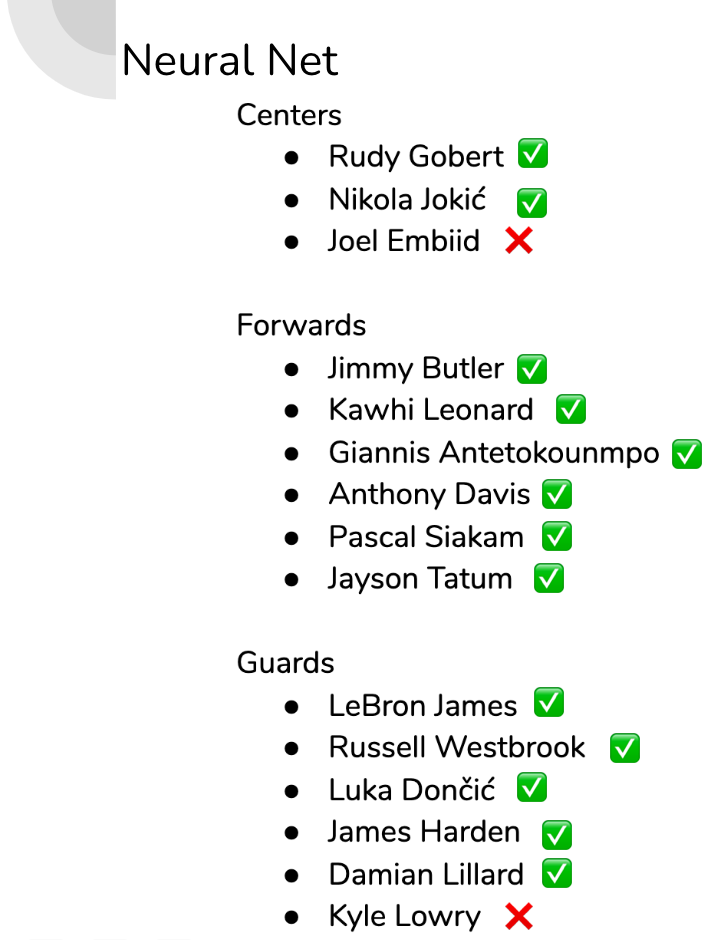 Neural Net
Centers
● Rudy Gobert ✅
● Nikola Jokić ✅
● Joel Embiid ❌
Forwards
● Jimmy Butler ✅
● Kawhi Leonard ✅
● Giannis Antetokounmpo ✅
● Anthony Davis ✅
● Pascal Siakam ✅
● Jayson Tatum ✅
Guards
● LeBron James ✅
● Russell Westbrook ✅
● Luka Dončić ✅
● James Harden ✅
● Damian Lillard ✅
● Kyle Lowry ❌